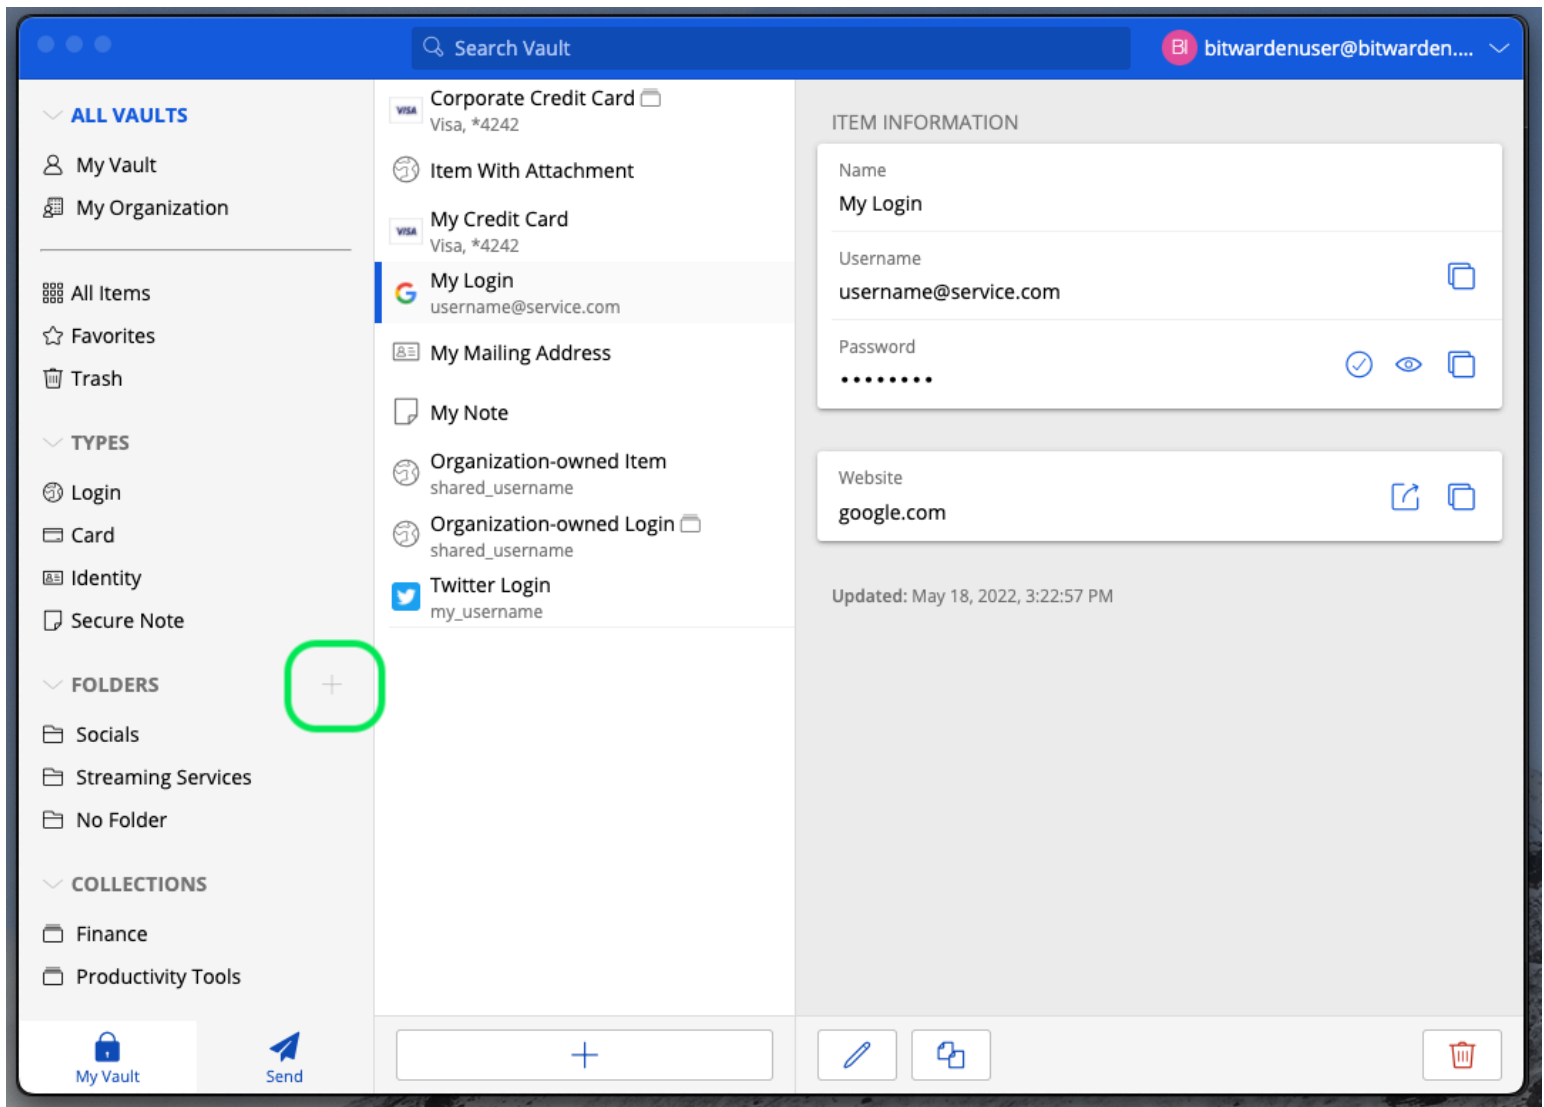 Search Vault
BI bitwardenuser@bitwarden....
ALL VAULTS
My Vault
My Organization
All Items
Favorites
Trash
TYPES
Login
Card
Identity
Secure Note
FOLDERS
Socials
Streaming Services
No Folder
COLLECTIONS
Finance
Productivity Tools
My Vault
Send
VISA
Corporate Credit Card
Visa, *4242
Item With Attachment
VISA
My Credit Card
Visa, *4242
My Login
username@service.com
My Mailing Address
My Note
Organization-owned Item
shared_username
Organization-owned Login
shared_username
Twitter Login
my_username
ITEM INFORMATION
Name
My Login
Username
username@service.com
Password
••••••••
Website
google.com
Updated: May 18, 2022, 3:22:57 PM